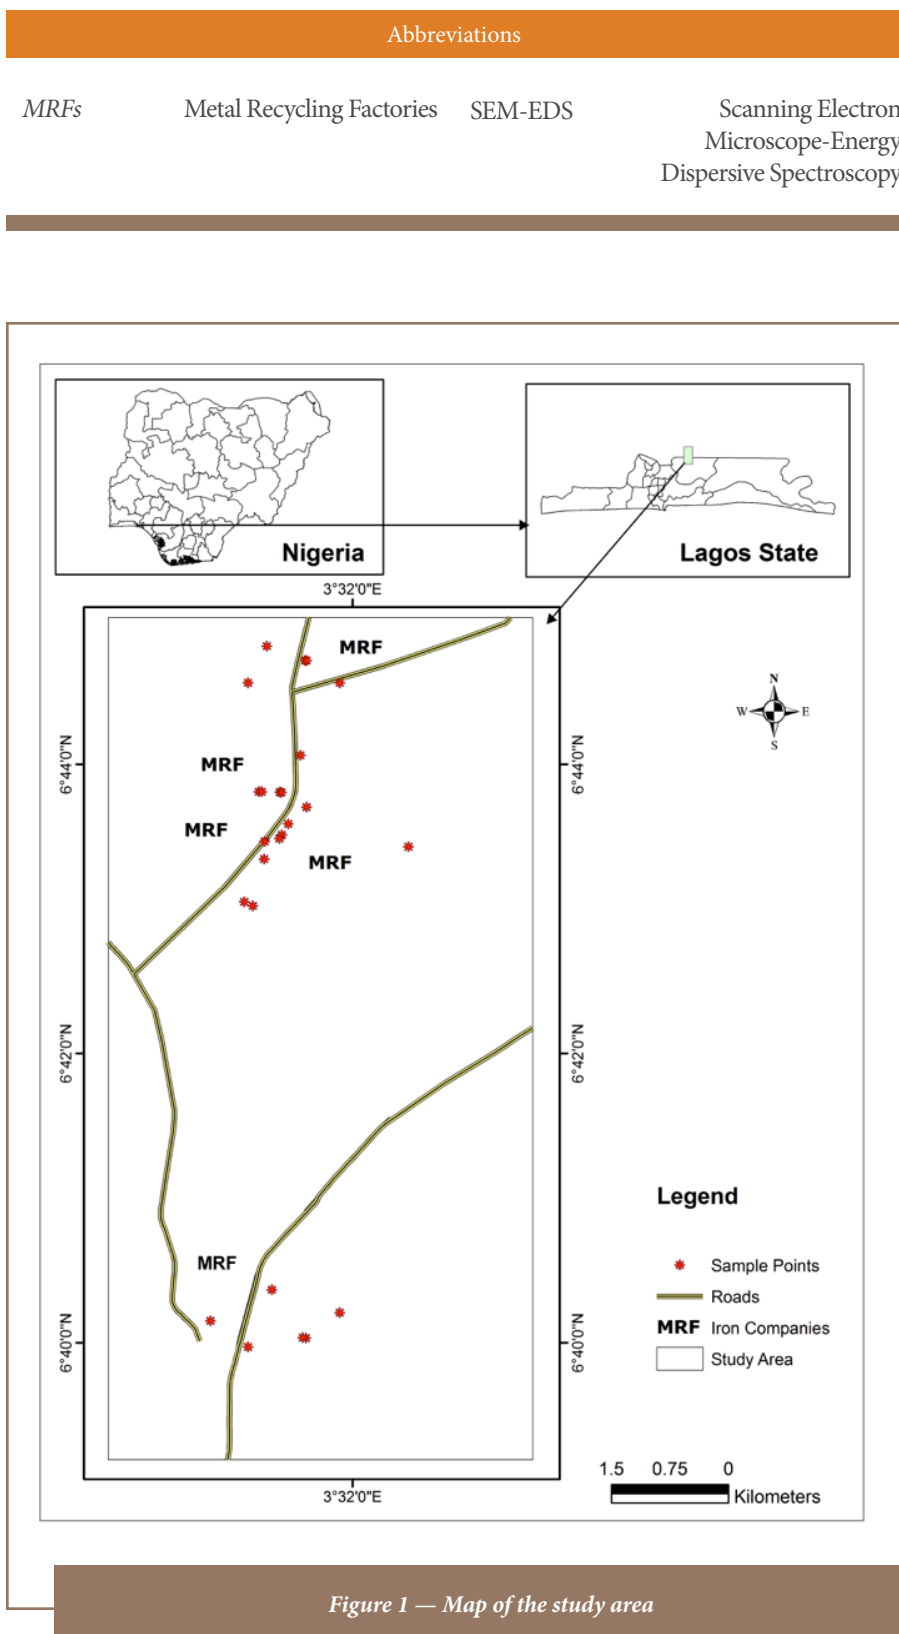 Abbreviations
MRFs Metal Recycling Factories SEM-EDS Scanning Electron
Microscope-Energy
Dispersive Spectroscopy
Nigeria
Lagos State
3°32'0"E
MRF
N
W E
S
6°44'0"N
MRF
6°44'0"N
MRF
MRF
6°42'0"N
6°42'0"N
Legend
MRF
Sample Points
Roads
MRF Iron Companies
Study Area
6°40'0"N
6°40'0"N
1.5 0.75 0
Kilometers
3°32'0"E
Figure 1 — Map of the study area